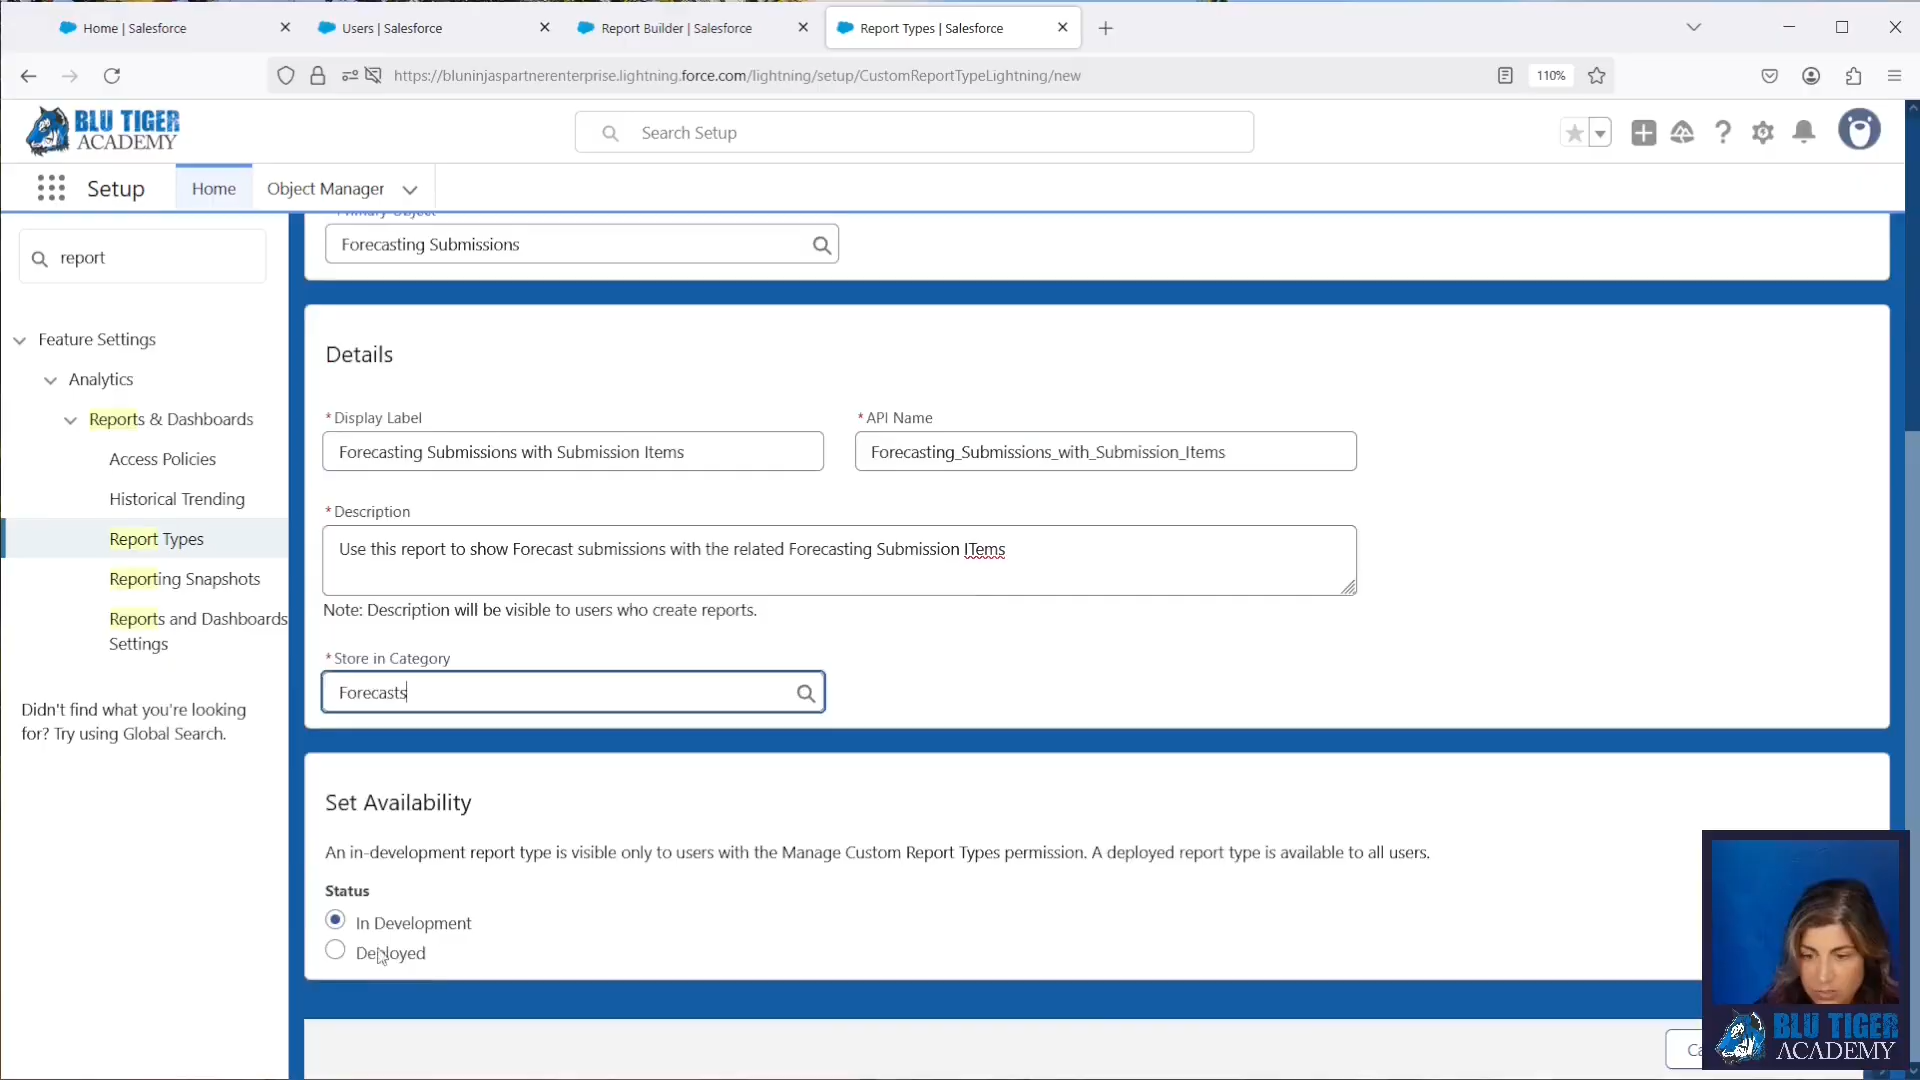 Home | Salesforce
Users | Salesforce
Report Builder | Salesforce
Report Types | Salesforce
https://bluninjaspartnerenterprise.lightning.force.com/lightning/setup/CustomReportTypeLightning/new
110%
BLU TIGER
ACADEMY
Search Setup
Setup
Home
Object Manager
report
Feature Settings
Analytics
Reports & Dashboards
Access Policies
Historical Trending
Report Types
Reporting Snapshots
Reports and Dashboards
Settings
Didn't find what you're looking
for? Try using Global Search.
Primary Object
Forecasting Submissions
Details
* Display Label
* API Name
Forecasting Submissions with Submission Items
Forecasting_Submissions_with_Submission_Items
* Description
Use this report to show Forecast submissions with the related Forecasting Submission ITems
Note: Description will be visible to users who create reports.
* Store in Category
Forecasts
Set Availability
An in-development report type is visible only to users with the Manage Custom Report Types permission. A deployed report type is available to all users.
Status
In Development
Deployed
BLU TIGER
ACADEMY